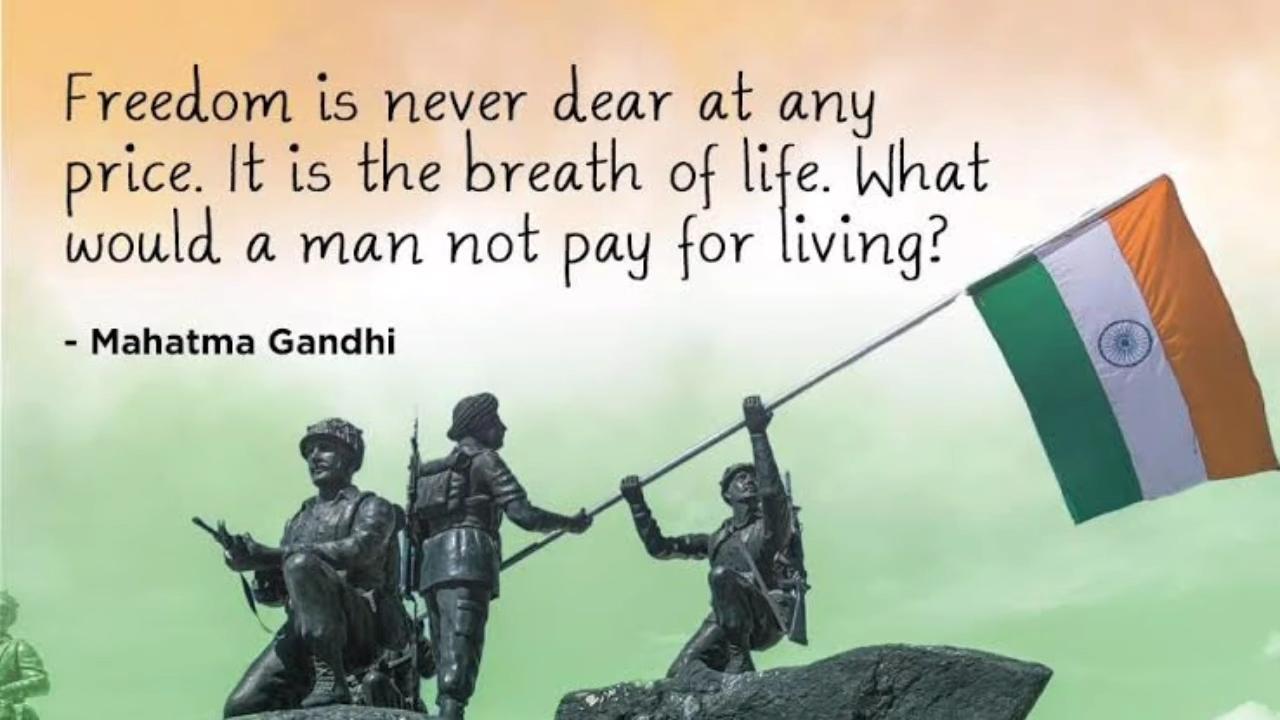 Freedom is never dear at any
price. It is the breath of life. What
would a man not pay for living?
- Mahatma Gandhi